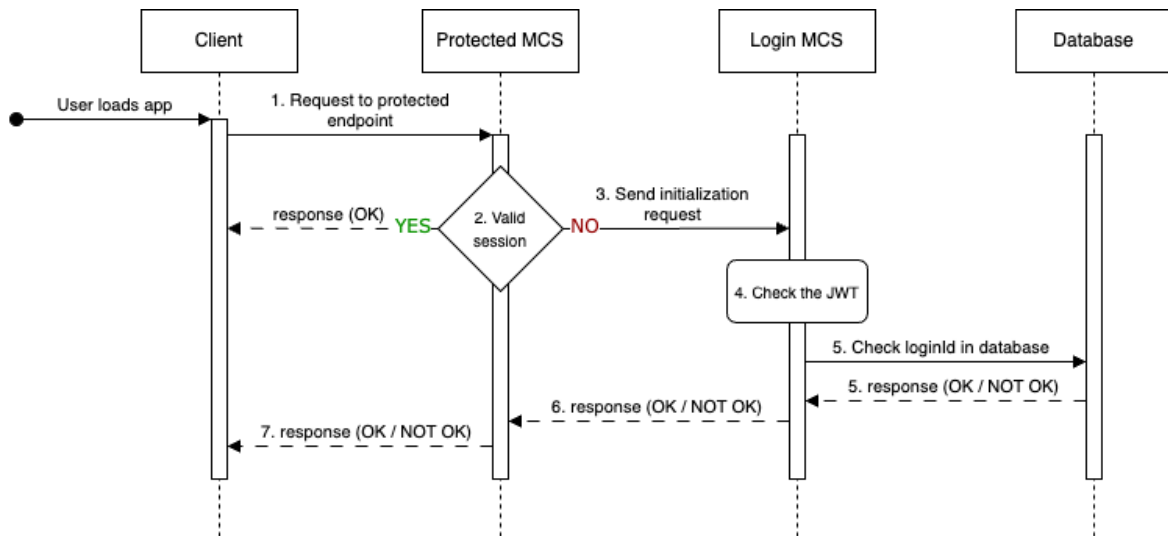 Client
Protected MCS
Login MCS
Database
User loads app
1. Request to protected
endpoint
3. Send initialization
request
response (OK)
YES
2. Valid
session
NO
4. Check the JWT
5. Check loginId in database
5. response (OK / NOT OK)
6. response (OK / NOT OK)
7. response (OK / NOT OK)